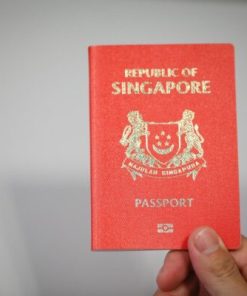 REPUBLIC OF
SINGAPORE
MAJULAH SINGAPURA
PASSPORT